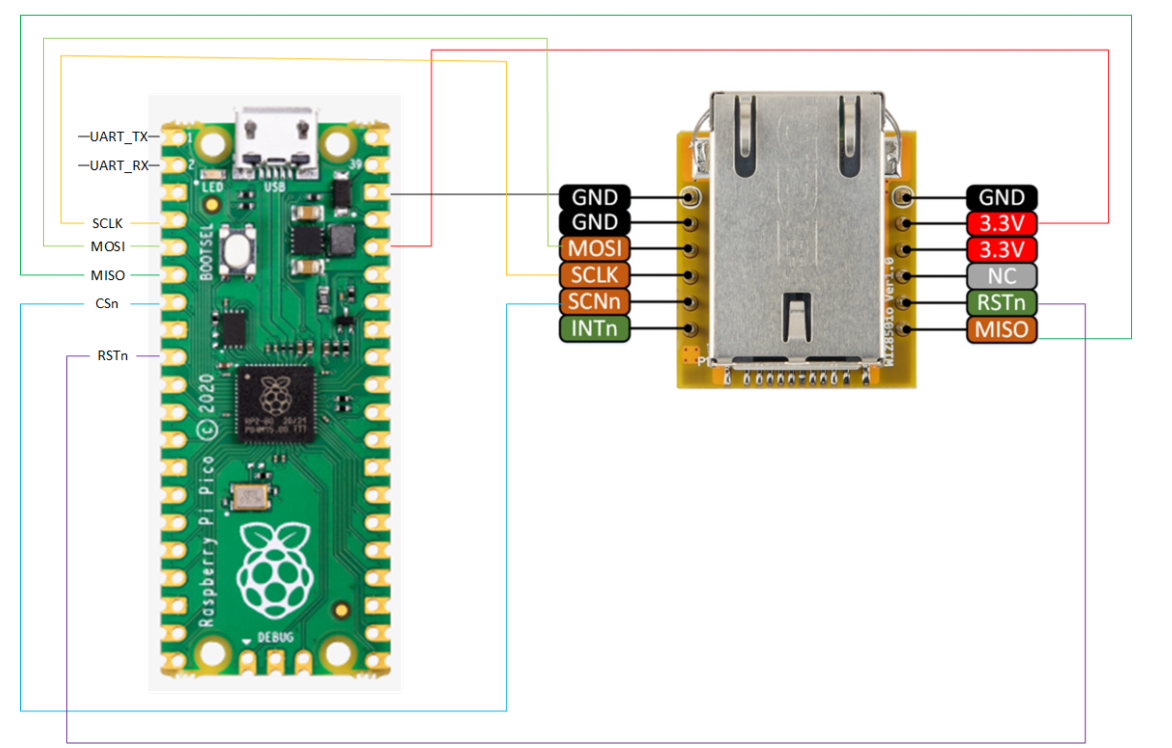 UART_TX
1
UART_RX
2
39
LED
USB
SCLK
MOSI
MISO
CSn
RSTn
BOOTSEL
Raspberry Pi Pico © 2020
DEBUG
GND
GND
MOSI
SCLK
SCNn
INTn
GND
3.3V
3.3V
NC
RSTn
MISO
WIZ850io Ver1.0